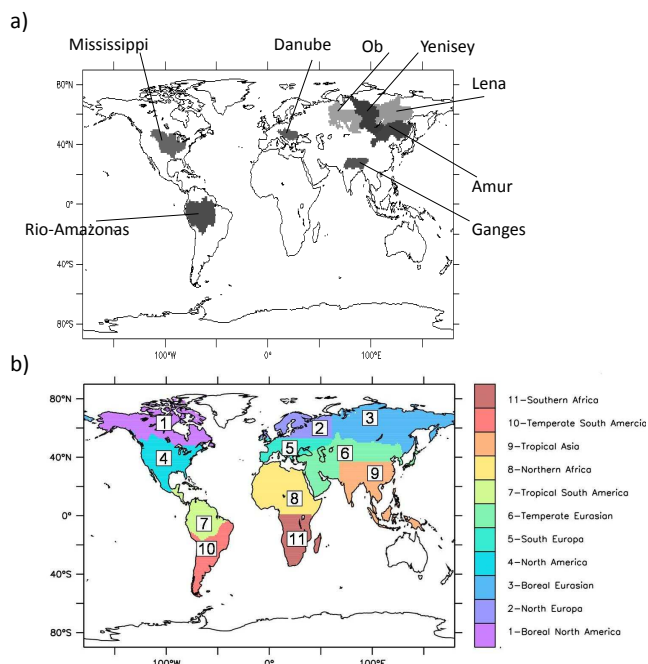 a)
Mississippi
Danube
Ob
Yenisey
Lena
Amur
Ganges
Rio-Amazonas
80°N
40°N
0°
40°S
80°S
100°W
0°
100°E
b)
80°N
40°N
0°
40°S
80°S
100°W
0°
100°E
1
2
3
4
5
6
7
8
9
10
11
11-Southern Africa
10-Temperate South America
9-Tropical Asia
8-Northern Africa
7-Tropical South America
6-Temperate Eurasian
5-South Europa
4-North America
3-Boreal Eurasian
2-North Europa
1-Boreal North America